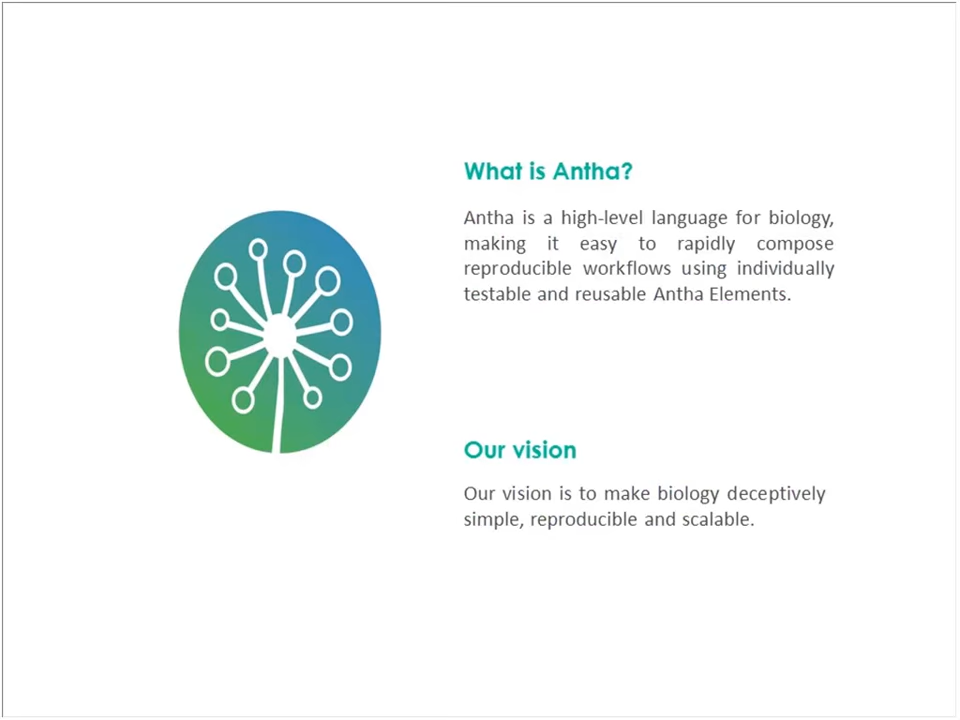 What is Antha?
Antha is a high-level language for biology,
making it easy to rapidly compose
reproducible workflows using individually
testable and reusable Antha Elements.
Our vision
Our vision is to make biology deceptively
simple, reproducible and scalable.